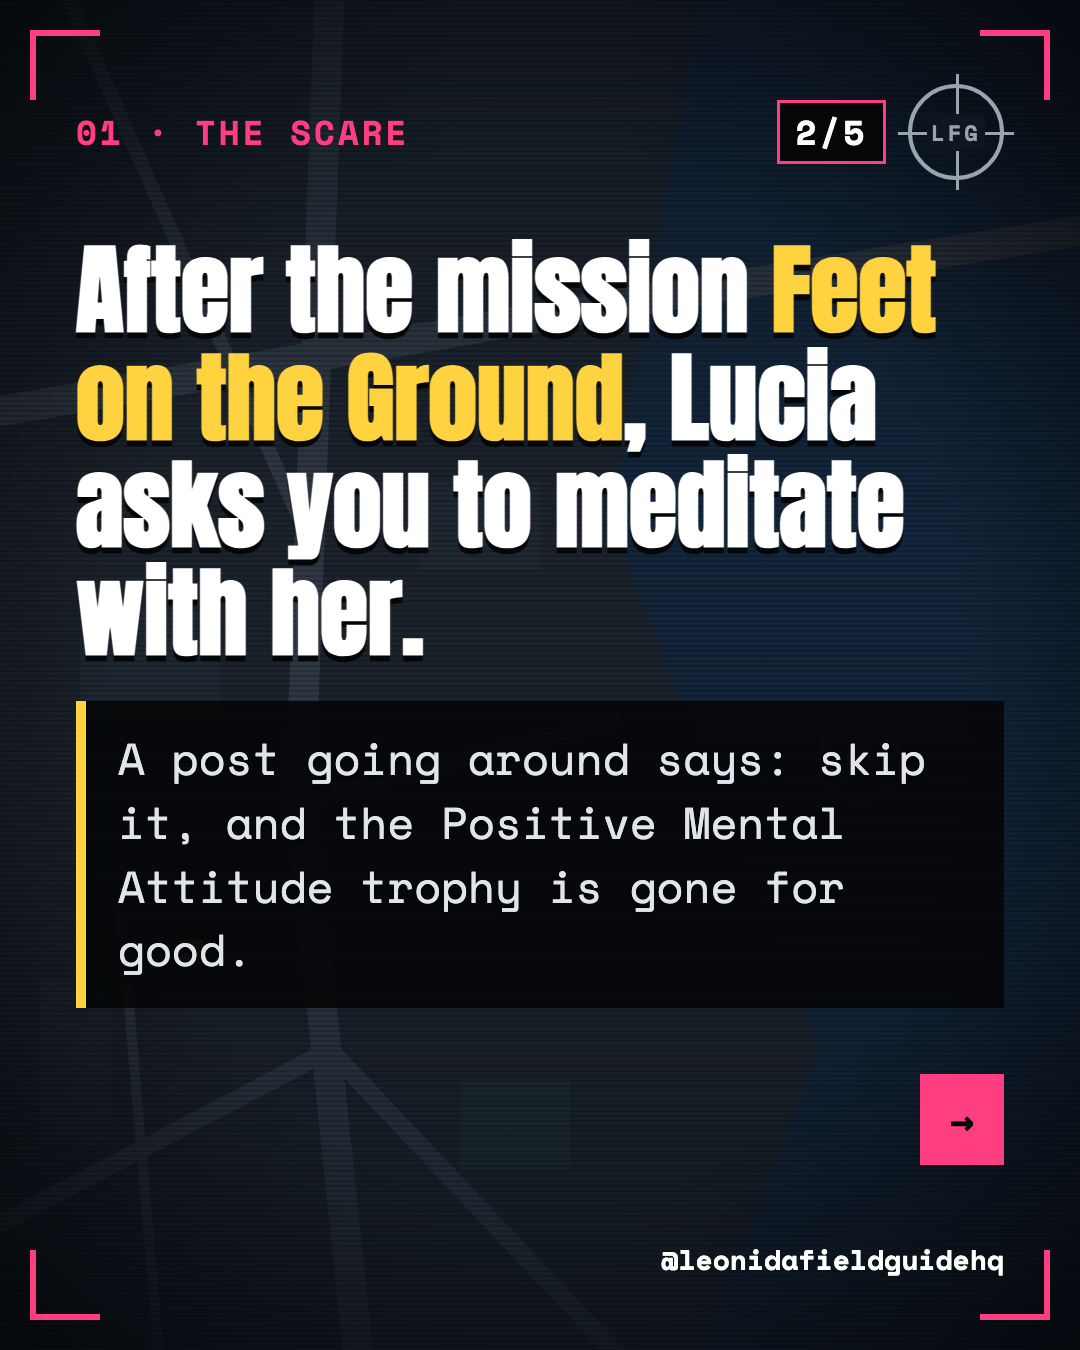 01 · THE SCARE
2/5
LFG
After the mission Feet
on the Ground, Lucia
asks you to meditate
with her.
A post going around says: skip
it, and the Positive Mental
Attitude trophy is gone for
good.
→
@leonidafieldguidehq